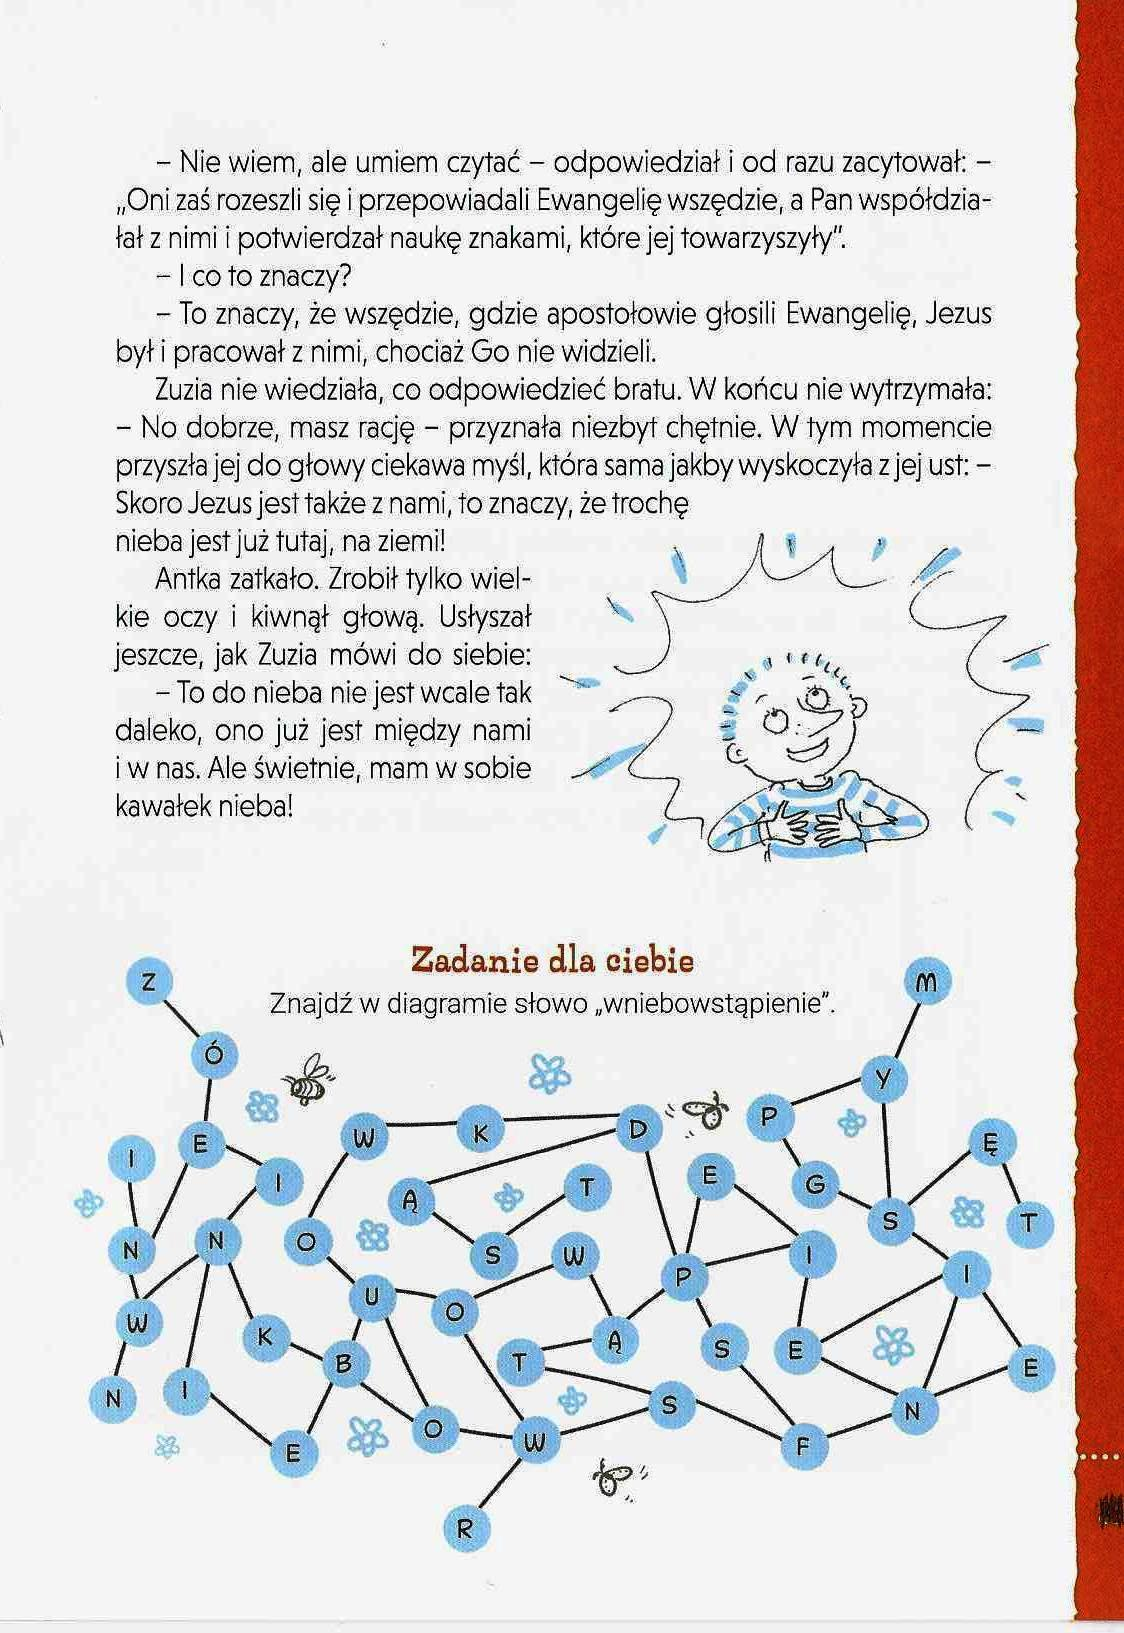 – Nie wiem, ale umiem czytać – odpowiedział i od razu zacytował: –
„Oni zaś rozeszli się i przepowiadali Ewangelię wszędzie, a Pan współdzia-
łał z nimi i potwierdzał naukę znakami, które jej towarzyszyły".
– I co to znaczy?
– To znaczy, że wszędzie, gdzie apostołowie głosili Ewangelię, Jezus
był i pracował z nimi, chociaż Go nie widzieli.
Zuzia nie wiedziała, co odpowiedzieć bratu. W końcu nie wytrzymała:
– No dobrze, masz rację – przyznała niezbyt chętnie. W tym momencie
przyszła jej do głowy ciekawa myśl, która sama jakby wyskoczyła z jej ust: –
Skoro Jezus jest także z nami, to znaczy, że trochę
nieba jest już tutaj, na ziemi!
Antka zatkało. Zrobił tylko wiel-
kie oczy i kiwnął głową. Usłyszał
jeszcze, jak Zuzia mówi do siebie:
– To do nieba nie jest wcale tak
daleko, ono już jest między nami
i w nas. Ale świetnie, mam w sobie
kawałek nieba!
Zadanie dla ciebie
Znajdź w diagramie słowo „wniebowstąpienie".
Z M
Ó Y
I E W K D P Ę
I Ą T E G S T
N N O S W P I I
W K U O Ą S E
N I B T S N E
E O W F
R